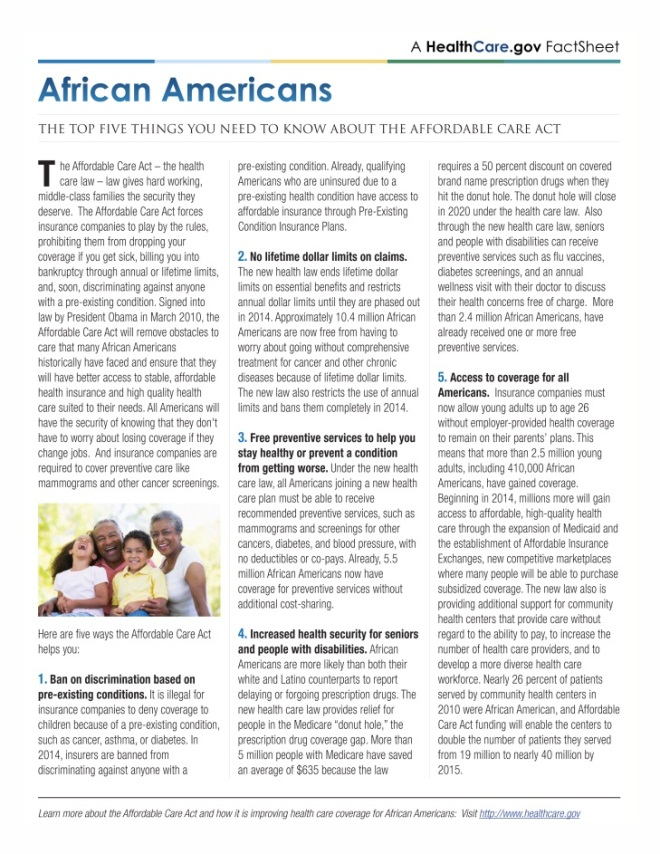 A HealthCare.gov FactSheet
African Americans
THE TOP FIVE THINGS YOU NEED TO KNOW ABOUT THE AFFORDABLE CARE ACT
The Affordable Care Act – the health
care law – law gives hard working,
middle-class families the security they
deserve. The Affordable Care Act forces
insurance companies to play by the rules,
prohibiting them from dropping your
coverage if you get sick, billing you into
bankruptcy through annual or lifetime limits,
and, soon, discriminating against anyone
with a pre-existing condition. Signed into
law by President Obama in March 2010, the
Affordable Care Act will remove obstacles to
care that many African Americans
historically have faced and ensure that they
will have better access to stable, affordable
health insurance and high quality health
care suited to their needs. All Americans will
have the security of knowing that they don't
have to worry about losing coverage if they
change jobs. And insurance companies are
required to cover preventive care like
mammograms and other cancer screenings.
Here are five ways the Affordable Care Act
helps you:
1. Ban on discrimination based on
pre-existing conditions. It is illegal for
insurance companies to deny coverage to
children because of a pre-existing condition,
such as cancer, asthma, or diabetes. In
2014, insurers are banned from
discriminating against anyone with a
pre-existing condition. Already, qualifying
Americans who are uninsured due to a
pre-existing health condition have access to
affordable insurance through Pre-Existing
Condition Insurance Plans.
2. No lifetime dollar limits on claims.
The new health law ends lifetime dollar
limits on essential benefits and restricts
annual dollar limits until they are phased out
in 2014. Approximately 10.4 million African
Americans are now free from having to
worry about going without comprehensive
treatment for cancer and other chronic
diseases because of lifetime dollar limits.
The new law also restricts the use of annual
limits and bans them completely in 2014.
3. Free preventive services to help you
stay healthy or prevent a condition
from getting worse. Under the new health
care law, all Americans joining a new health
care plan must be able to receive
recommended preventive services, such as
mammograms and screenings for other
cancers, diabetes, and blood pressure, with
no deductibles or co-pays. Already, 5.5
million African Americans now have
coverage for preventive services without
additional cost-sharing.
4. Increased health security for seniors
and people with disabilities. African
Americans are more likely than both their
white and Latino counterparts to report
delaying or forgoing prescription drugs. The
new health care law provides relief for
people in the Medicare "donut hole," the
prescription drug coverage gap. More than
5 million people with Medicare have saved
an average of $635 because the law
requires a 50 percent discount on covered
brand name prescription drugs when they
hit the donut hole. The donut hole will close
in 2020 under the health care law. Also
through the new health care law, seniors
and people with disabilities can receive
preventive services such as flu vaccines,
diabetes screenings, and an annual
wellness visit with their doctor to discuss
their health concerns free of charge. More
than 2.4 million African Americans, have
already received one or more free
preventive services.
5. Access to coverage for all
Americans. Insurance companies must
now allow young adults up to age 26
without employer-provided health coverage
to remain on their parents' plans. This
means that more than 2.5 million young
adults, including 410,000 African
Americans, have gained coverage.
Beginning in 2014, millions more will gain
access to affordable, high-quality health
care through the expansion of Medicaid and
the establishment of Affordable Insurance
Exchanges, new competitive marketplaces
where many people will be able to purchase
subsidized coverage. The new law also is
providing additional support for community
health centers that provide care without
regard to the ability to pay, to increase the
number of health care providers, and to
develop a more diverse health care
workforce. Nearly 26 percent of patients
served by community health centers in
2010 were African American, and Affordable
Care Act funding will enable the centers to
double the number of patients they served
from 19 million to nearly 40 million by
2015.
Learn more about the Affordable Care Act and how it is improving health care coverage for African Americans: Visit http://www.healthcare.gov